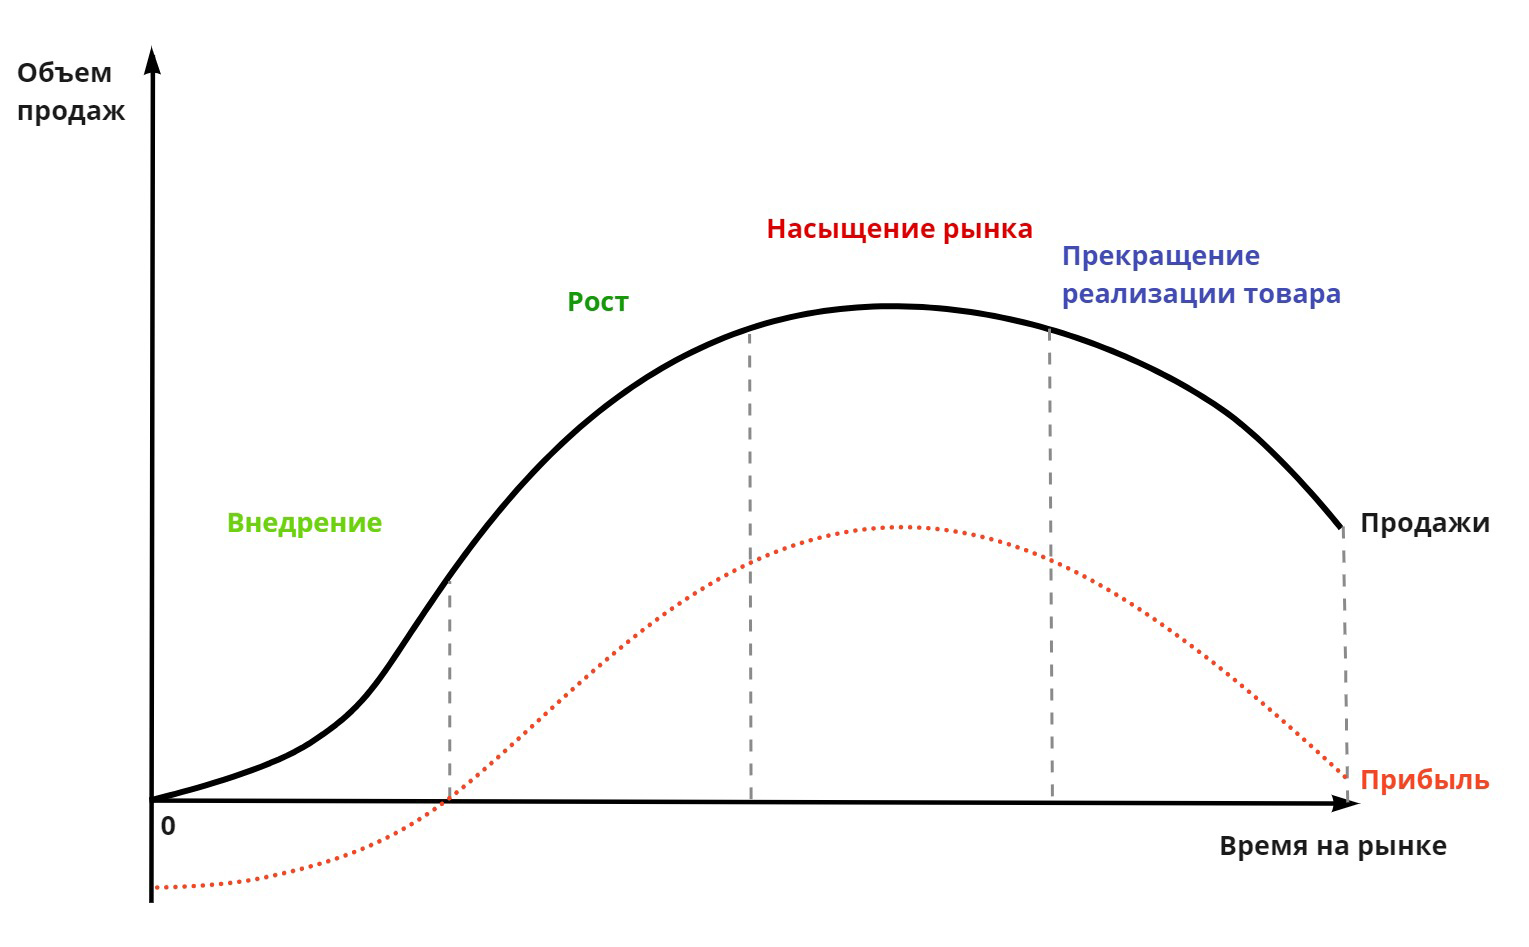 Объем
продаж
Насыщение рынка
Прекращение
реализации товара
Рост
Внедрение
Продажи
Прибыль
0
Время на рынке